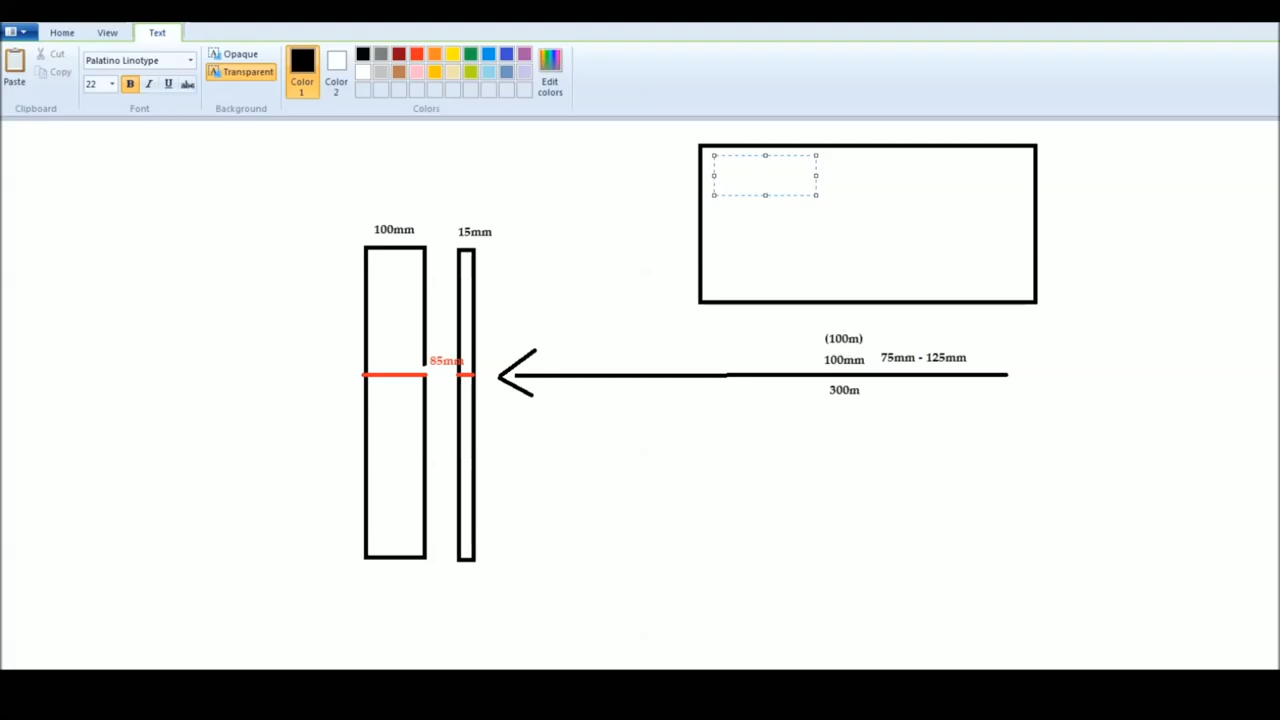 Home View Text
Paste
Cut
Copy
Clipboard
Palatino Linotype
22 B I U abc
Font
Opaque
Transparent
Background
Color 1
Color 2
Edit colors
Colors
100mm
15mm
85mm
(100m)
100mm 75mm - 125mm
300m